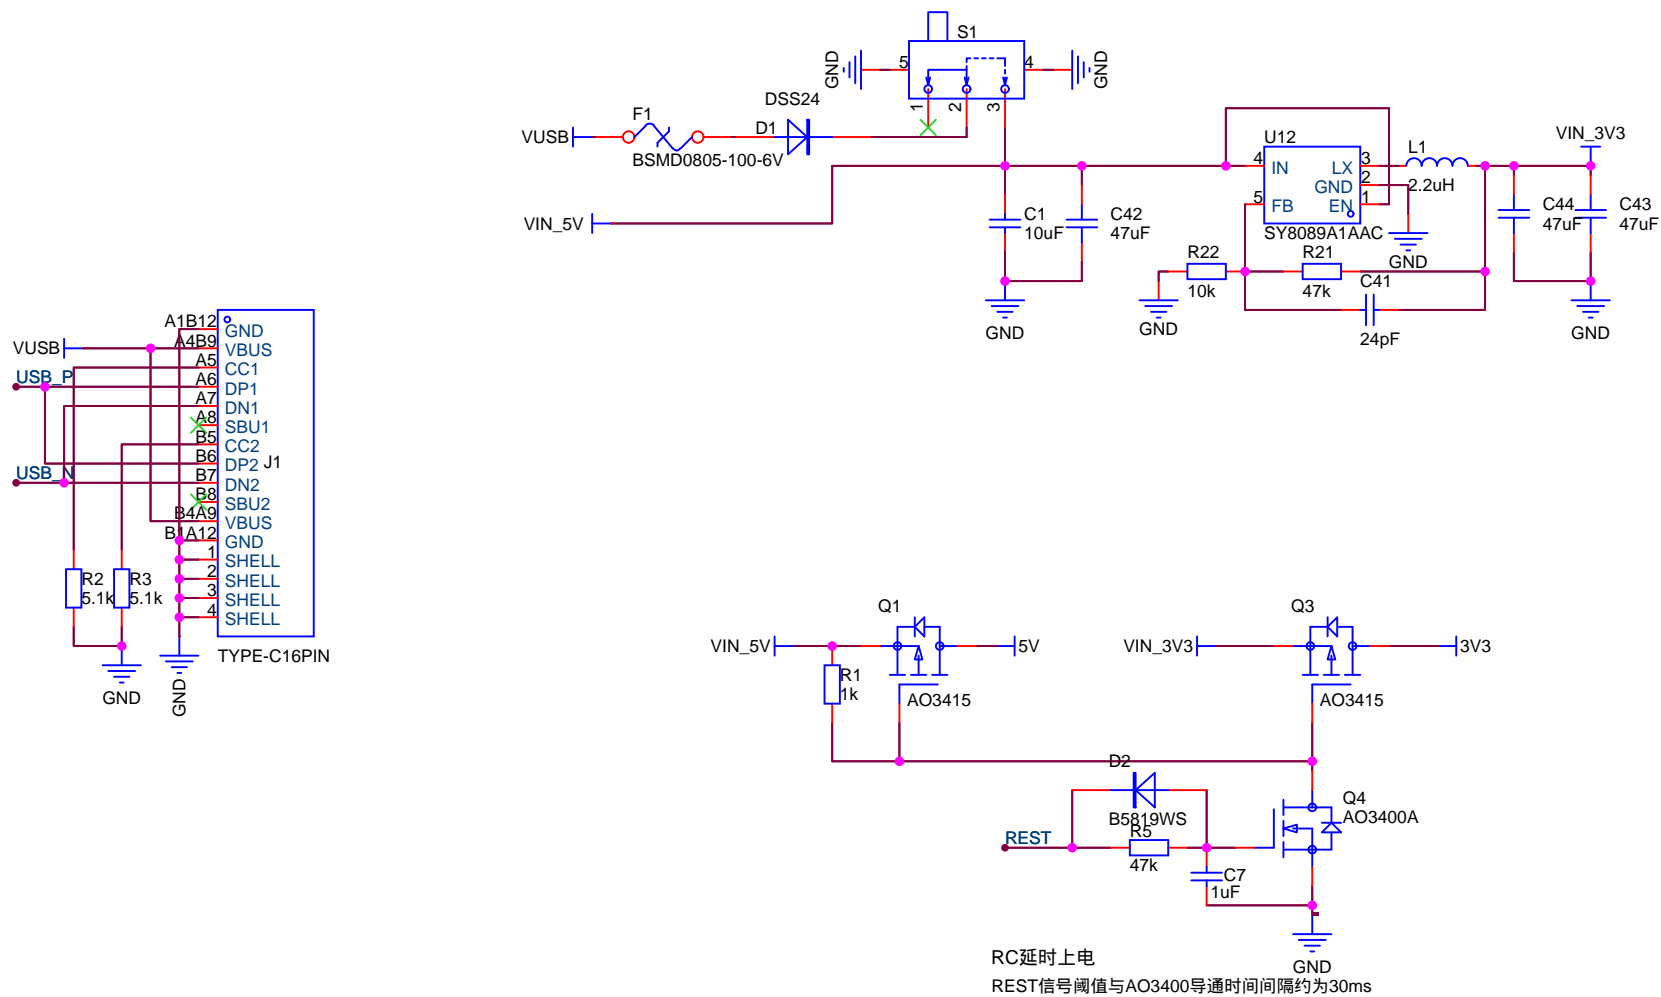 S1
GND
5
4
GND
1
2
3
DSS24
F1
D1
VUSB
BSMD0805-100-6V
VIN_5V
C1
10uF
C42
47uF
U12
4
IN
LX
3
GND
2
5
FB
EN
1
SY8089A1AAC
L1
2.2uH
VIN_3V3
C44
47uF
C43
47uF
R22
10k
R21
47k
GND
C41
24pF
GND
GND
GND
VUSB
USB_P
USB_N
A1B12
GND
A4B9
VBUS
A5
CC1
A6
DP1
A7
DN1
A8
SBU1
B5
CC2
B6
DP2
J1
B7
DN2
B8
SBU2
B4A9
VBUS
B1A12
GND
1
SHELL
2
SHELL
3
SHELL
4
SHELL
R2
5.1k
R3
5.1k
TYPE-C16PIN
GND
GND
Q1
VIN_5V
5V
R1
1k
AO3415
Q3
VIN_3V3
3V3
AO3415
D2
B5819WS
R5
47k
REST
C7
1uF
Q4
AO3400A
GND
RC延时上电
REST信号阈值与AO3400导通时间间隔约为30ms